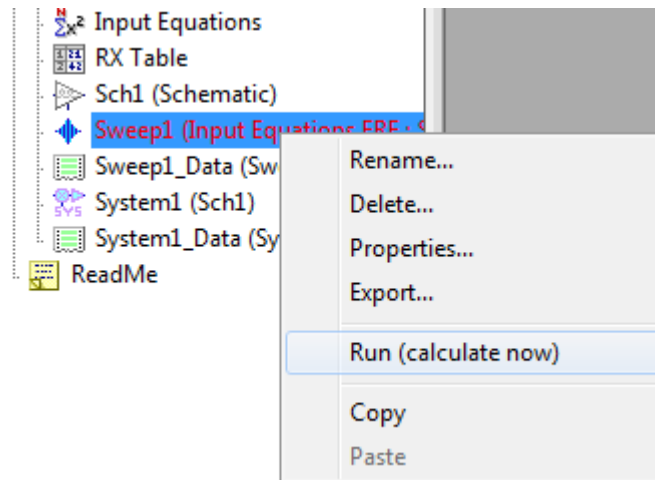 Input Equations
RX Table
Sch1 (Schematic)
Sweep1 (Input Equations FRE : S
Sweep1_Data (Sw
System1 (Sch1)
System1_Data (Sy
ReadMe
Rename...
Delete...
Properties...
Export...
Run (calculate now)
Copy
Paste